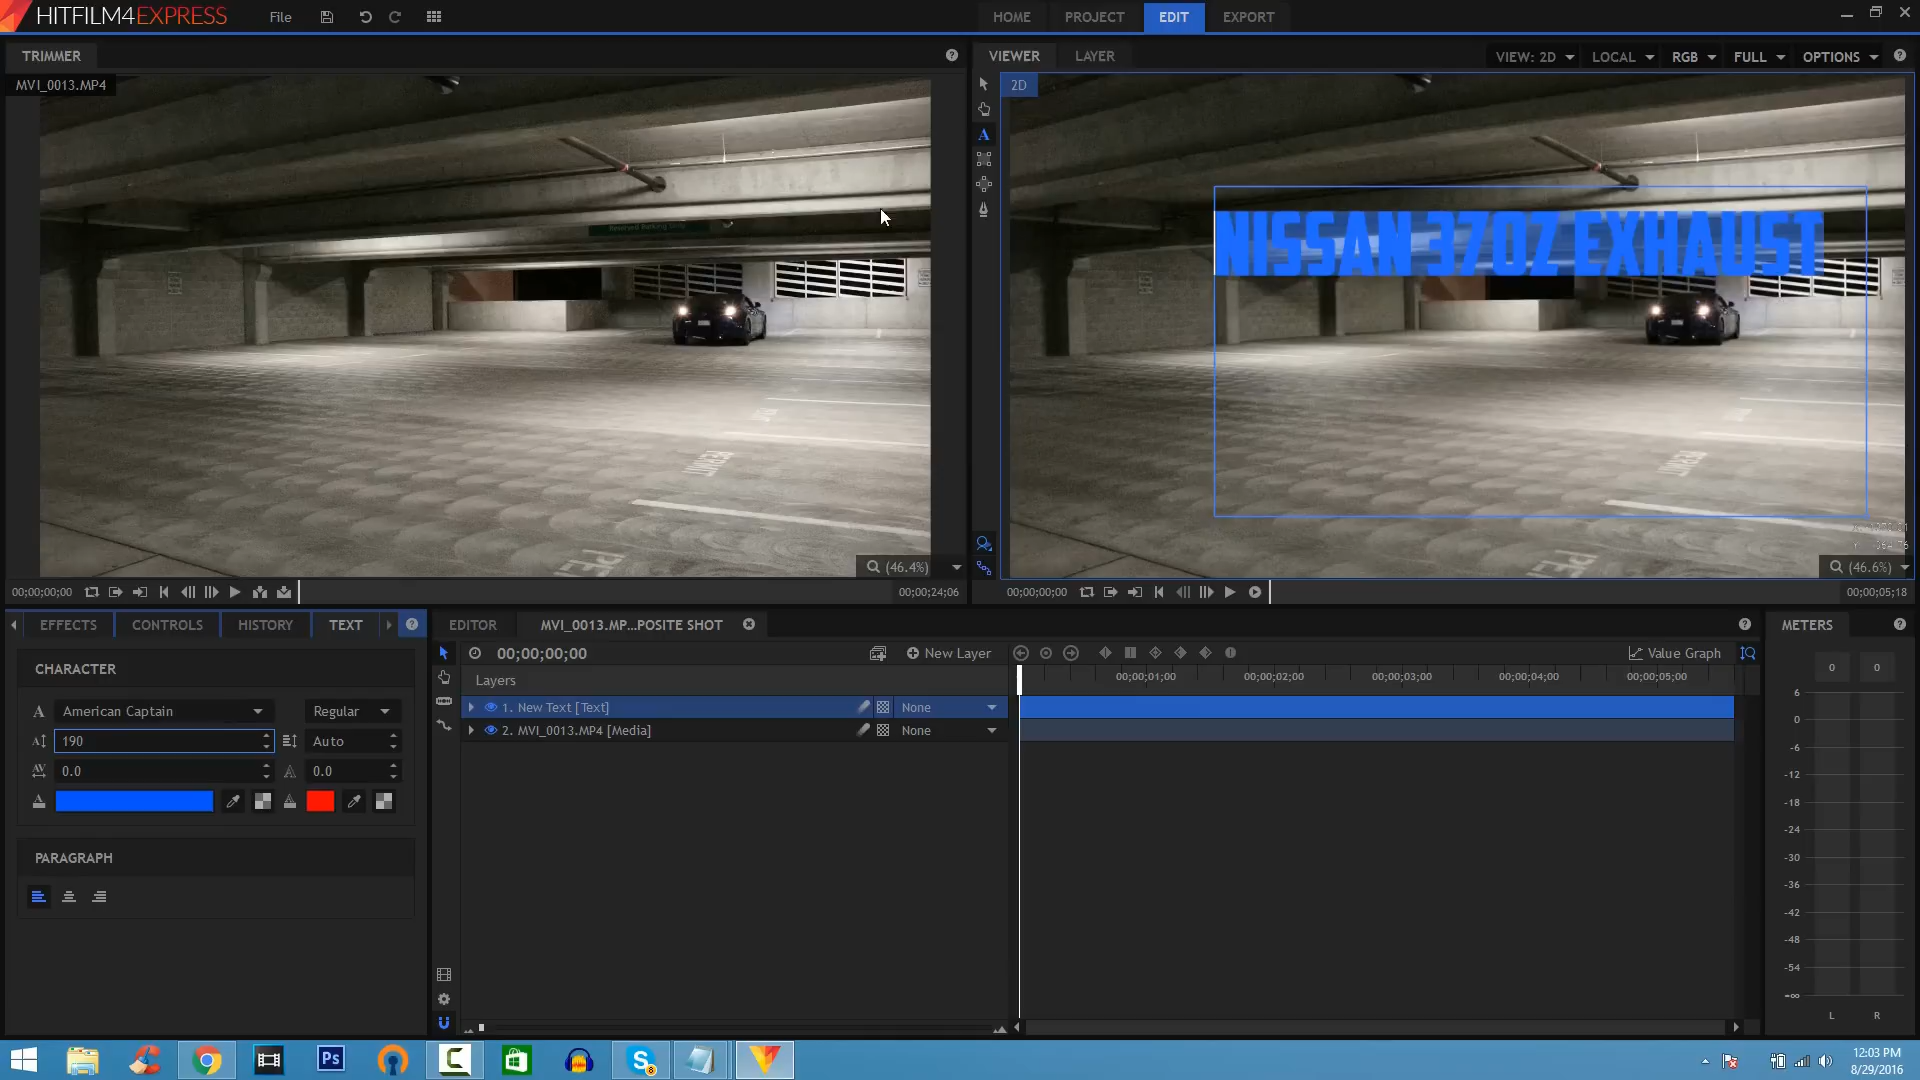 HITFILM4EXPRESS
File
HOME
PROJECT
EDIT
EXPORT
TRIMMER
MVI_0013.MP4
VIEWER
LAYER
VIEW: 2D
LOCAL
RGB
FULL
OPTIONS
2D
Reserved Parking Only
NISSAN 370Z EXHAUST
PERMIT
PERMIT
(46.4%)
(46.6%)
00;00;00;00
00;00;24;06
00;00;00;00
00;00;05;18
EFFECTS
CONTROLS
HISTORY
TEXT
EDITOR
MVI_0013.MP...POSITE SHOT
METERS
CHARACTER
American Captain
Regular
190
Auto
0.0
0.0
PARAGRAPH
00;00;00;00
New Layer
Value Graph
Layers
00;00;01;00
00;00;02;00
00;00;03;00
00;00;04;00
00;00;05;00
1. New Text [Text]
None
2. MVI_0013.MP4 [Media]
None
0
0
6
0
-6
-12
-18
-24
-30
-36
-42
-48
-54
-∞
L
R
Ps
12:03 PM
8/29/2016